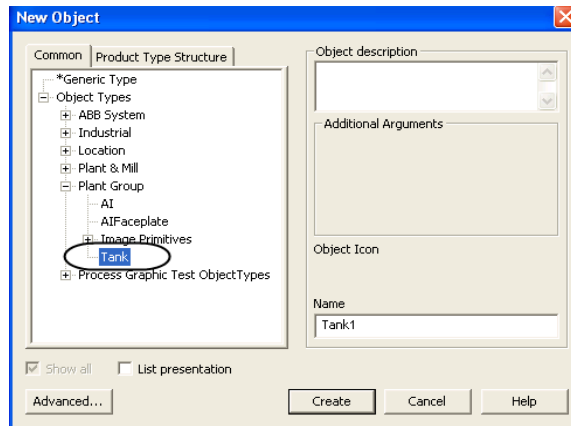 New Object
Common
Product Type Structure
*Generic Type
Object Types
ABB System
Industrial
Location
Plant & Mill
Plant Group
AI
AIFaceplate
Image Primitives
Tank
Process Graphic Test ObjectTypes
Object description
Additional Arguments
Object Icon
Name
Tank1
Show all
List presentation
Advanced...
Create
Cancel
Help